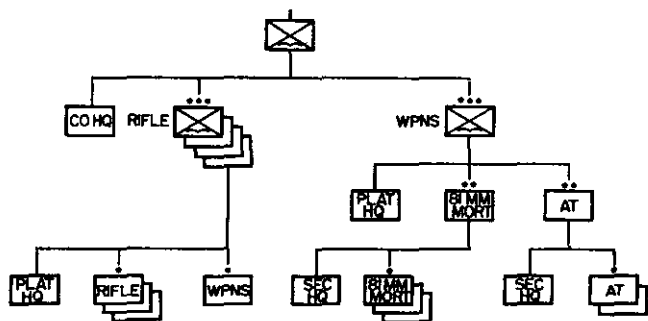 CO HQ
RIFLE
WPNS
PLAT
HQ
81 MM
MORT
AT
PLAT
HQ
RIFLE
WPNS
SEC
HQ
81 MM
MORT
SEC
HQ
AT